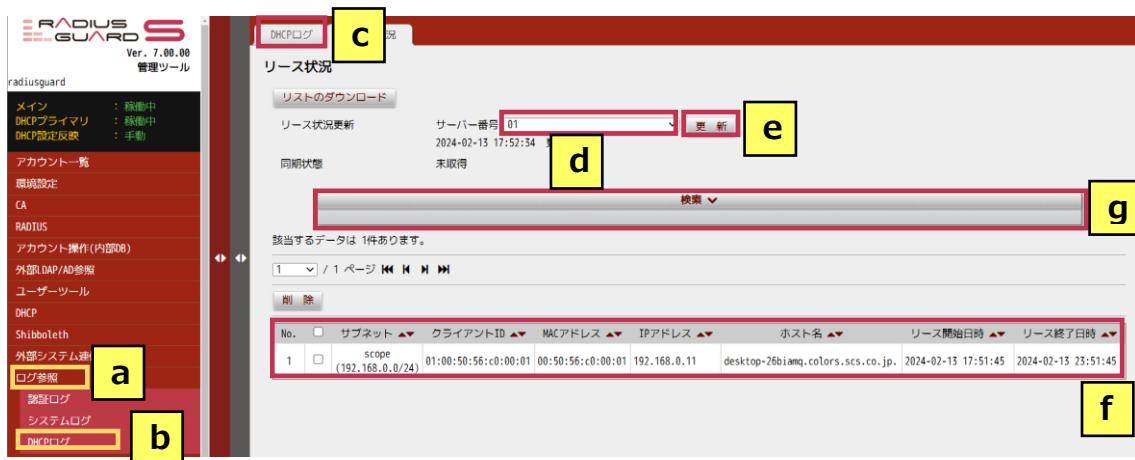 RADIUS
GUARD S
Ver. 7.00.00
管理ツール
radiusguard
メイン : 稼働中
DHCPプライマリ : 稼働中
DHCP設定反映 : 手動
アカウント一覧
環境設定
CA
RADIUS
アカウント操作(内部DB)
外部LDAP/AD参照
ユーザーツール
DHCP
Shibboleth
外部システム連
ログ参照
a
認証ログ
システムログ
DHCPログ
b
DHCPログ
c
況
リース状況
リストのダウンロード
リース状況更新 サーバー番号 01 更 新
e
2024-02-13 17:52:34
d
同期状態 未取得
検索
g
該当するデータは 1件あります。
1 / 1 ページ
削 除
No. サブネット クライアントID MACアドレス IPアドレス ホスト名 リース開始日時 リース終了日時
1 scope (192.168.0.0/24) 01:00:50:56:c0:00:01 00:50:56:c0:00:01 192.168.0.11 desktop-26biamq.colors.scs.co.jp. 2024-02-13 17:51:45 2024-02-13 23:51:45
f